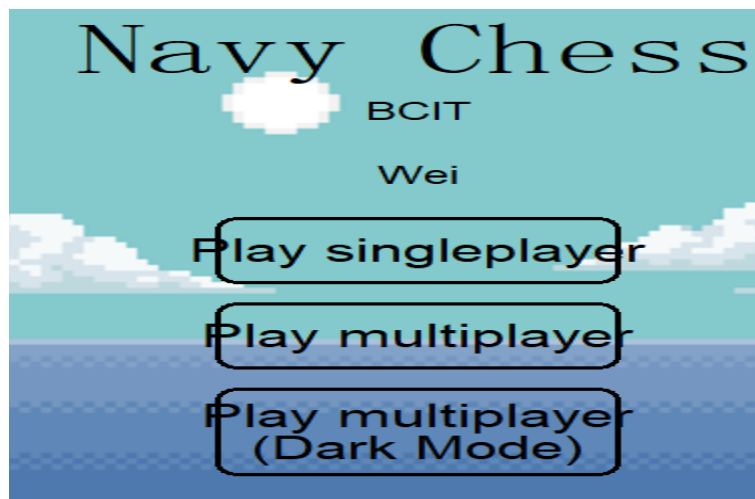 Navy Chess
BCIT
Wei
Play singleplayer
Play multiplayer
Play multiplayer
(Dark Mode)